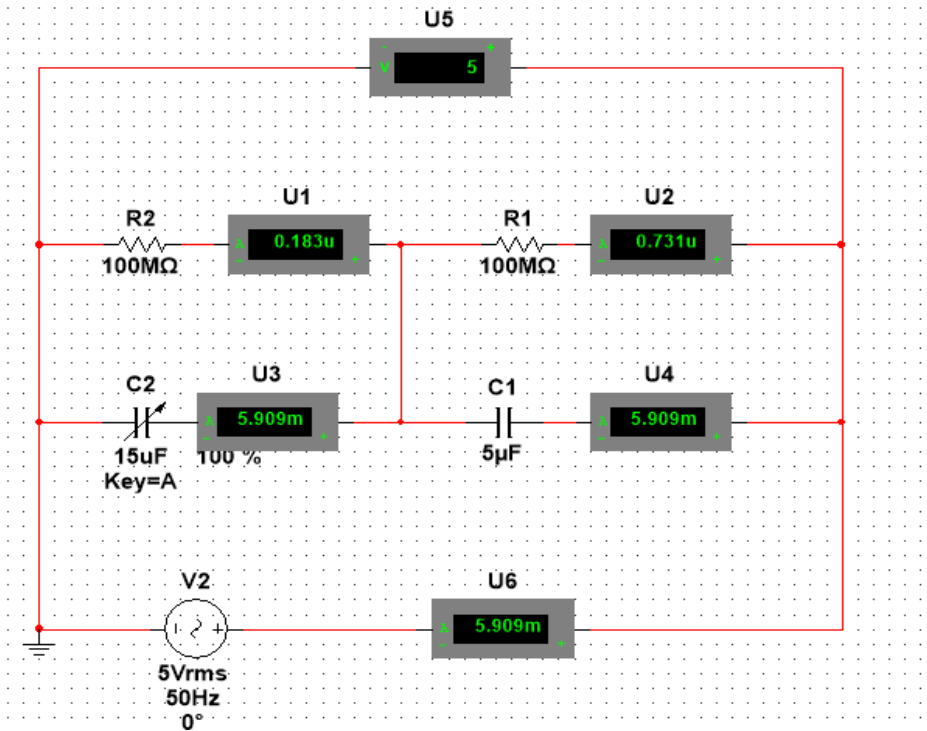 U5
- +
V 5
U1 U2
R2 R1
A 0.183u A 0.731u
- + - +
100MΩ 100MΩ
C2 U3 C1 U4
A 5.909m A 5.909m
- + - +
15uF 100 % 5µF
Key=A
V2 U6
+ A 5.909m
- +
5Vrms
50Hz
0°